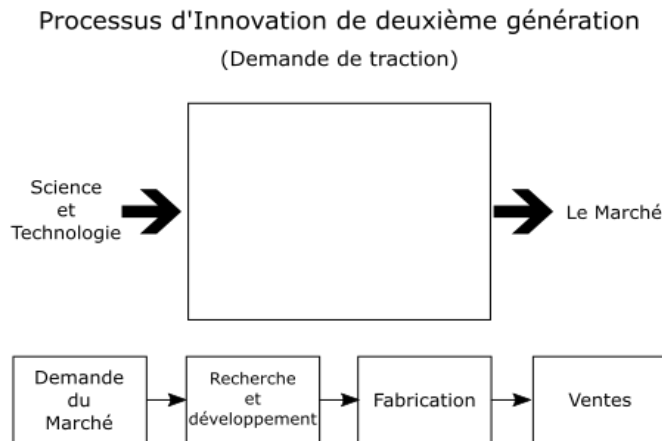 Processus d'Innovation de deuxième génération
(Demande de traction)
Science
et
Technologie
Le Marché
Demande
du
Marché
Recherche
et
développement
Fabrication
Ventes